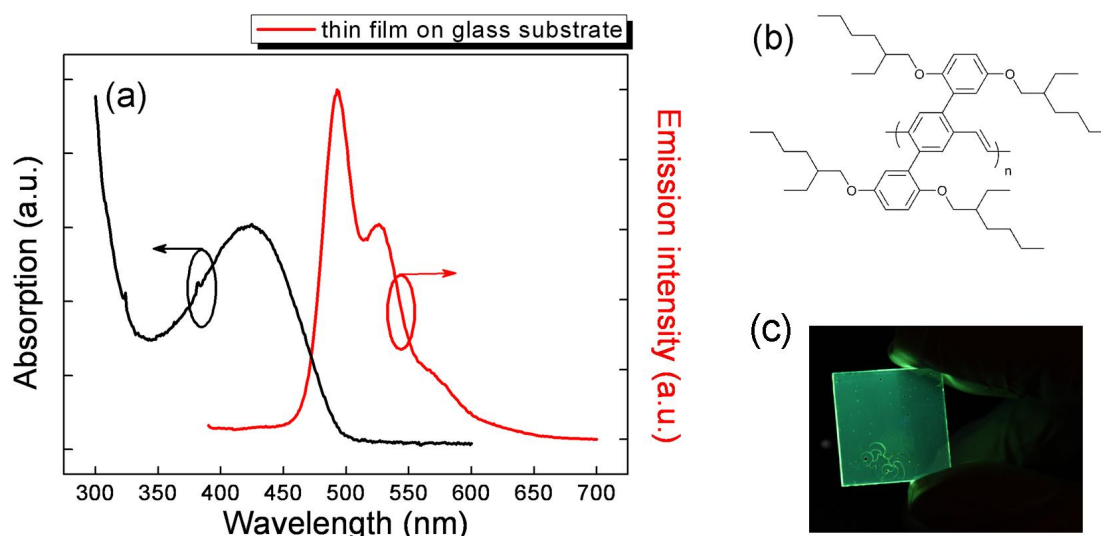 thin film on glass substrate
(a)
Absorption (a.u.)
Emission intensity (a.u.)
300 350 400 450 500 550 600 650 700
Wavelength (nm)
(b)
O
O
O
O
n
(c)